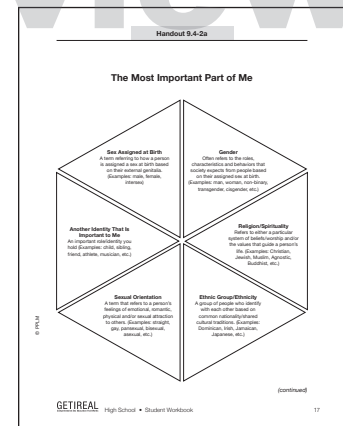 view
Handout 9.4-2a
The Most Important Part of Me
Sex Assigned at Birth
A term referring to how a person
is assigned a sex at birth based
on their external genitalia.
(Examples: male, female,
intersex)
Gender
Often refers to the roles,
characteristics and behaviors that
society expects from people based
on their assigned sex at birth.
(Examples: man, woman, non-binary,
transgender, cisgender, etc.)
Another Identity That Is
Important to Me
An important role/identity you
hold (Examples: child, sibling,
friend, athlete, musician, etc.)
Religion/Spirituality
Refers to either a particular
system of beliefs/worship and/or
the values that guide a person's
life. (Examples: Christian,
Jewish, Muslim, Agnostic,
Buddhist, etc.)
Sexual Orientation
A term that refers to a person's
feelings of emotional, romantic,
physical and/or sexual attraction
to others. (Examples: straight,
gay, pansexual, bisexual,
asexual, etc.)
Ethnic Group/Ethnicity
A group of people who identify
with each other based on
common nationality/shared
cultural traditions. (Examples:
Dominican, Irish, Jamaican,
Japanese, etc.)
© PPLM
(continued)
GETIREAL High School • Student Workbook 17